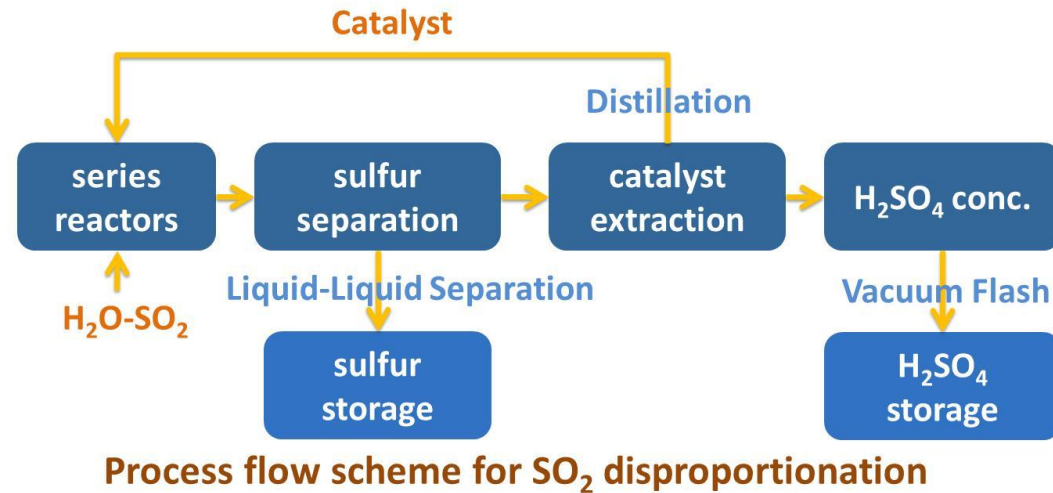 Catalyst
Distillation
series
reactors
sulfur
separation
catalyst
extraction
H₂SO₄ conc.
H₂O-SO₂
Liquid-Liquid Separation
Vacuum Flash
sulfur
storage
H₂SO₄
storage
Process flow scheme for SO₂ disproportionation